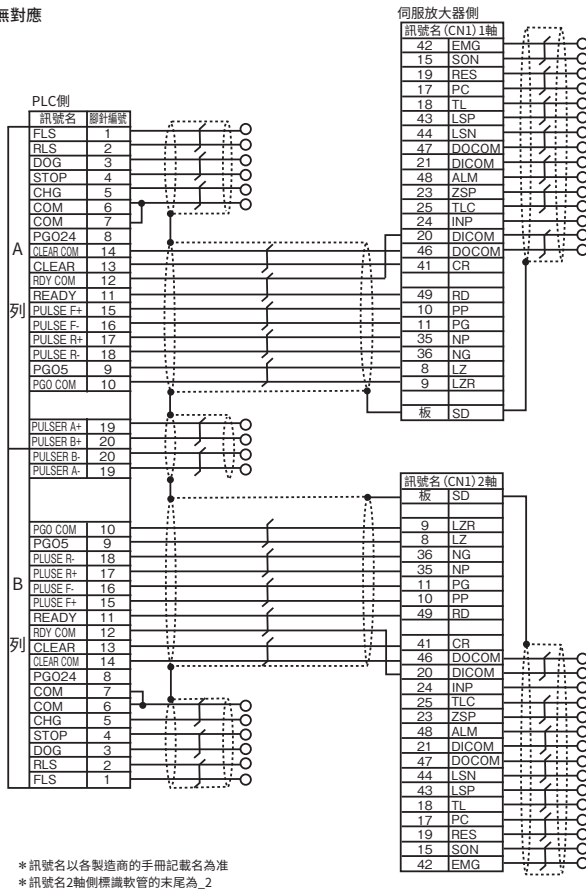 無對應
伺服放大器側
訊號名(CN1)1軸
42 EMG
15 SON
19 RES
17 PC
18 TL
43 LSP
44 LSN
47 DOCOM
21 DICOM
48 ALM
23 ZSP
25 TLC
24 INP
20 DICOM
46 DOCOM
41 CR
49 RD
10 PP
11 PG
35 NP
36 NG
8 LZ
9 LZR
板 SD
PLC側
訊號名 腳針編號
A列
FLS 1
RLS 2
DOG 3
STOP 4
CHG 5
COM 6
COM 7
PGO24 8
CLEAR COM 14
CLEAR 13
RDY COM 12
READY 11
PULSE F+ 15
PULSE F- 16
PULSE R+ 17
PULSE R- 18
PGO5 9
PGO COM 10
PULSER A+ 19
PULSER B+ 20
B列
PULSER B- 20
PULSER A- 19
PGO COM 10
PGO5 9
PLUSE R- 18
PLUSE R+ 17
PLUSE F- 16
PLUSE F+ 15
READY 11
RDY COM 12
CLEAR 13
CLEAR COM 14
PGO24 8
COM 7
COM 6
CHG 5
STOP 4
DOG 3
RLS 2
FLS 1
訊號名(CN1)2軸
板 SD
9 LZR
8 LZ
36 NG
35 NP
11 PG
10 PP
49 RD
41 CR
46 DOCOM
20 DICOM
24 INP
25 TLC
23 ZSP
48 ALM
21 DICOM
47 DOCOM
44 LSN
43 LSP
18 TL
17 PC
19 RES
15 SON
42 EMG
*訊號名以各製造商的手冊記載名為准
*訊號名2軸側標識軟管的末尾為_2